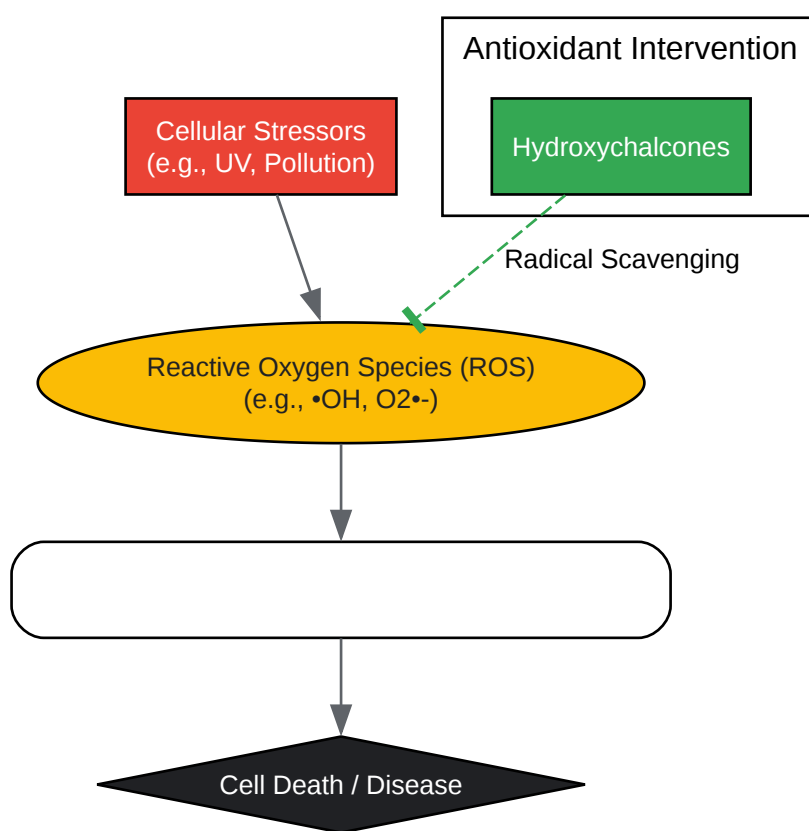 Antioxidant Intervention
Cellular Stressors
(e.g., UV, Pollution)
Hydroxychalcones
Radical Scavenging
Reactive Oxygen Species (ROS)
(e.g., •OH, O2•-)
Cell Death / Disease